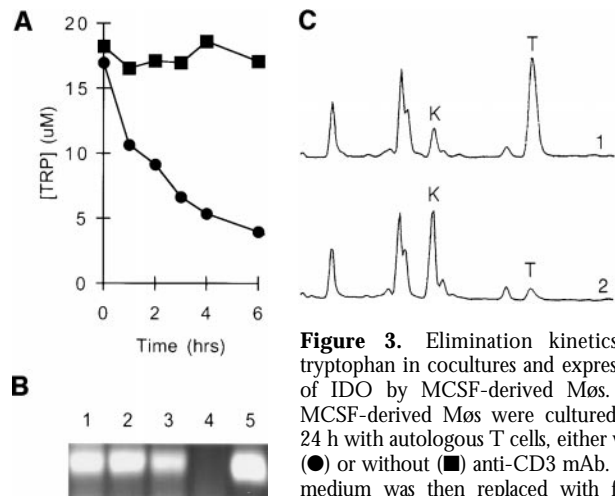 A
20
15
10
5
0
[TRP] (uM)
0 2 4 6
Time (hrs)
B
1 2 3 4 5
C
T
K
1
K
T
2
Figure 3. Elimination kinetics
tryptophan in cocultures and expres
of IDO by MCSF-derived Møs.
MCSF-derived Møs were cultured
24 h with autologous T cells, either
(●) or without (■) anti-CD3 mAb.
medium was then replaced with